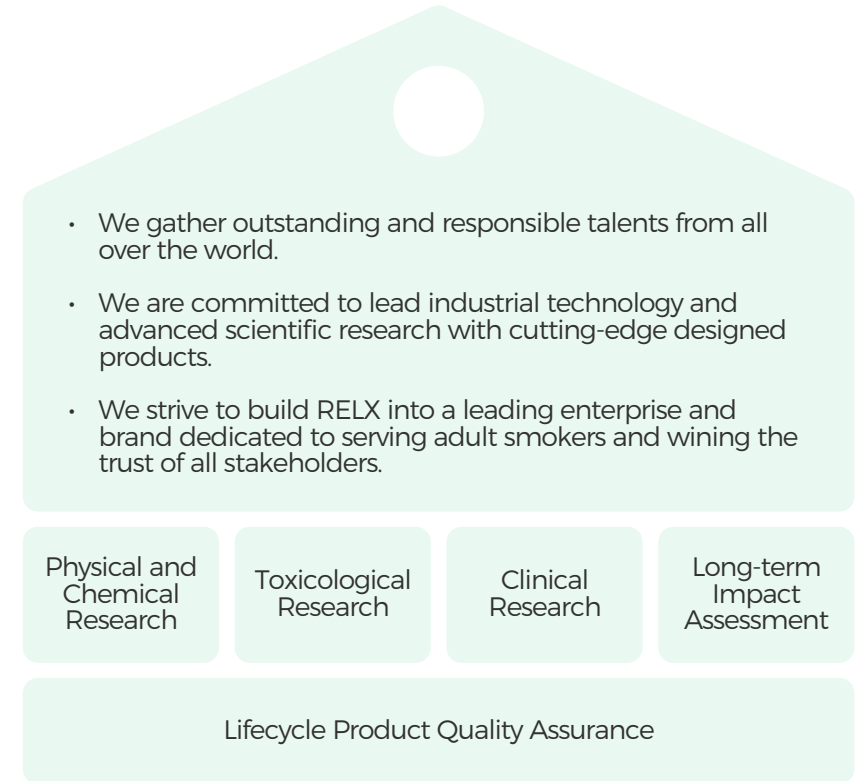 • We gather outstanding and responsible talents from all
over the world.
• We are committed to lead industrial technology and
advanced scientific research with cutting-edge designed
products.
• We strive to build RELX into a leading enterprise and
brand dedicated to serving adult smokers and wining the
trust of all stakeholders.
Physical and
Chemical
Research
Toxicological
Research
Clinical
Research
Long-term
Impact
Assessment
Lifecycle Product Quality Assurance